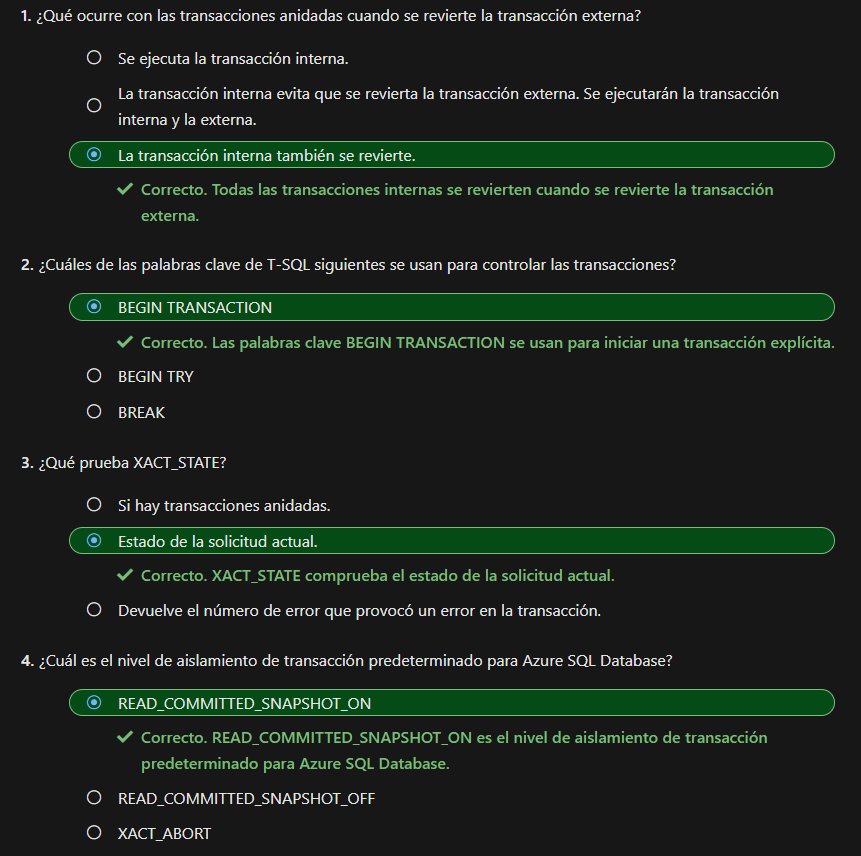 1. ¿Qué ocurre con las transacciones anidadas cuando se revierte la transacción externa?
Se ejecuta la transacción interna.
La transacción interna evita que se revierta la transacción externa. Se ejecutarán la transacción
interna y la externa.
La transacción interna también se revierte.
Correcto. Todas las transacciones internas se revierten cuando se revierte la transacción
externa.
2. ¿Cuáles de las palabras clave de T-SQL siguientes se usan para controlar las transacciones?
BEGIN TRANSACTION
Correcto. Las palabras clave BEGIN TRANSACTION se usan para iniciar una transacción explícita.
BEGIN TRY
BREAK
3. ¿Qué prueba XACT_STATE?
Si hay transacciones anidadas.
Estado de la solicitud actual.
Correcto. XACT_STATE comprueba el estado de la solicitud actual.
Devuelve el número de error que provocó un error en la transacción.
4. ¿Cuál es el nivel de aislamiento de transacción predeterminado para Azure SQL Database?
READ_COMMITTED_SNAPSHOT_ON
Correcto. READ_COMMITTED_SNAPSHOT_ON es el nivel de aislamiento de transacción
predeterminado para Azure SQL Database.
READ_COMMITTED_SNAPSHOT_OFF
XACT_ABORT